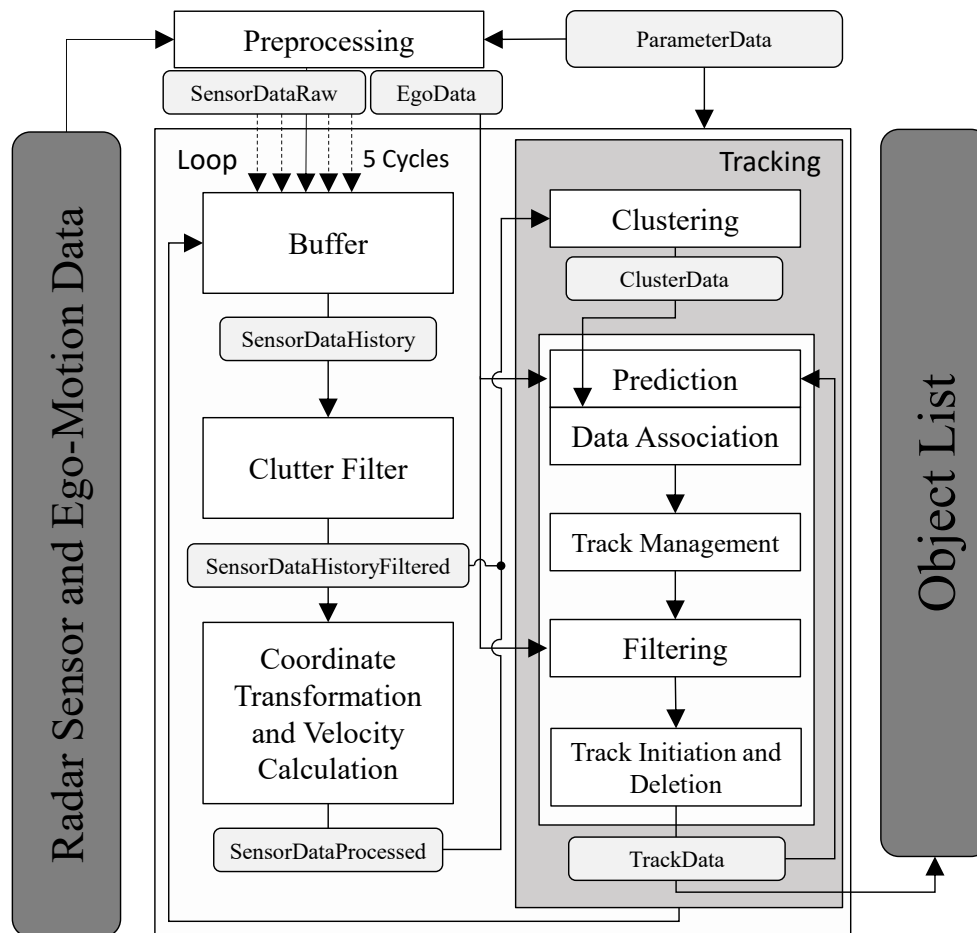 Preprocessing
ParameterData
SensorDataRaw
EgoData
Loop
5 Cycles
Tracking
Buffer
Clustering
ClusterData
SensorDataHistory
Prediction
Data Association
Clutter Filter
Track Management
SensorDataHistoryFiltered
Coordinate
Transformation
and Velocity
Calculation
Filtering
Track Initiation and
Deletion
SensorDataProcessed
TrackData
Radar Sensor and Ego-Motion Data
Object List